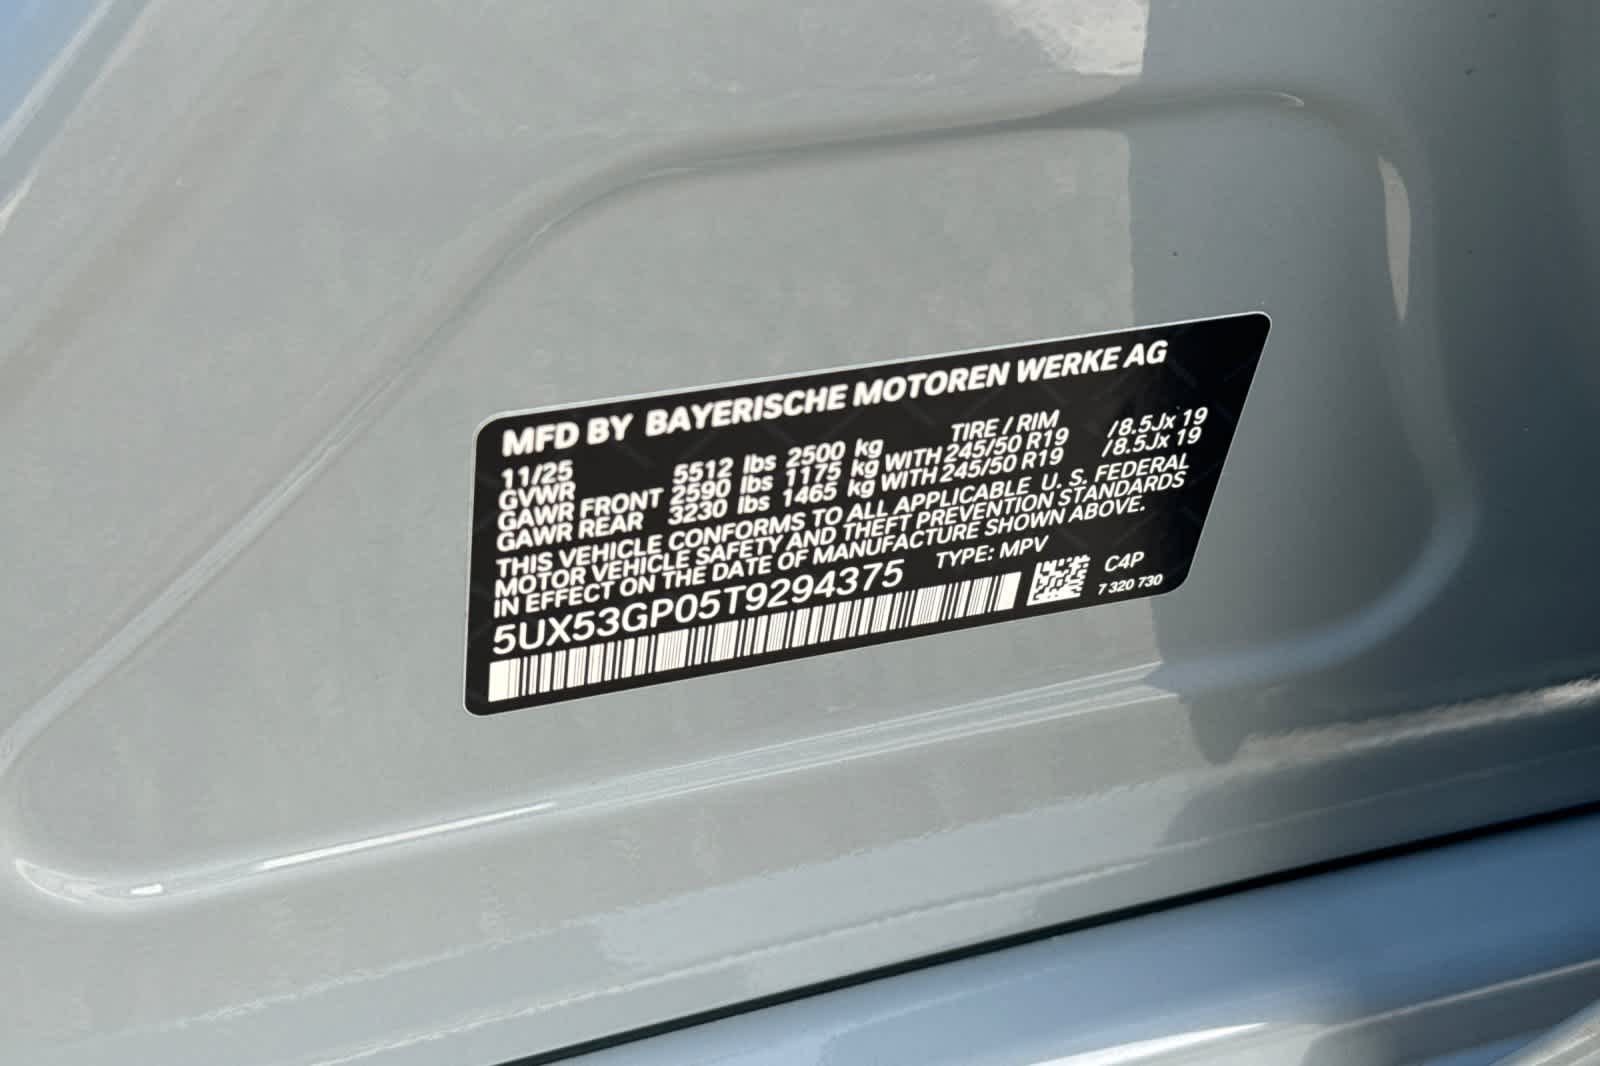 MFD BY BAYERISCHE MOTOREN WERKE AG
11/25 TIRE / RIM
GVWR 5512 lbs 2500 kg
GAWR FRONT 2590 lbs 1175 kg WITH 245/50 R19 /8.5Jx 19
GAWR REAR 3230 lbs 1465 kg WITH 245/50 R19 /8.5Jx 19
THIS VEHICLE CONFORMS TO ALL APPLICABLE U. S. FEDERAL
MOTOR VEHICLE SAFETY AND THEFT PREVENTION STANDARDS
IN EFFECT ON THE DATE OF MANUFACTURE SHOWN ABOVE.
5UX53GP05T9294375 TYPE: MPV
C4P
7 320 730